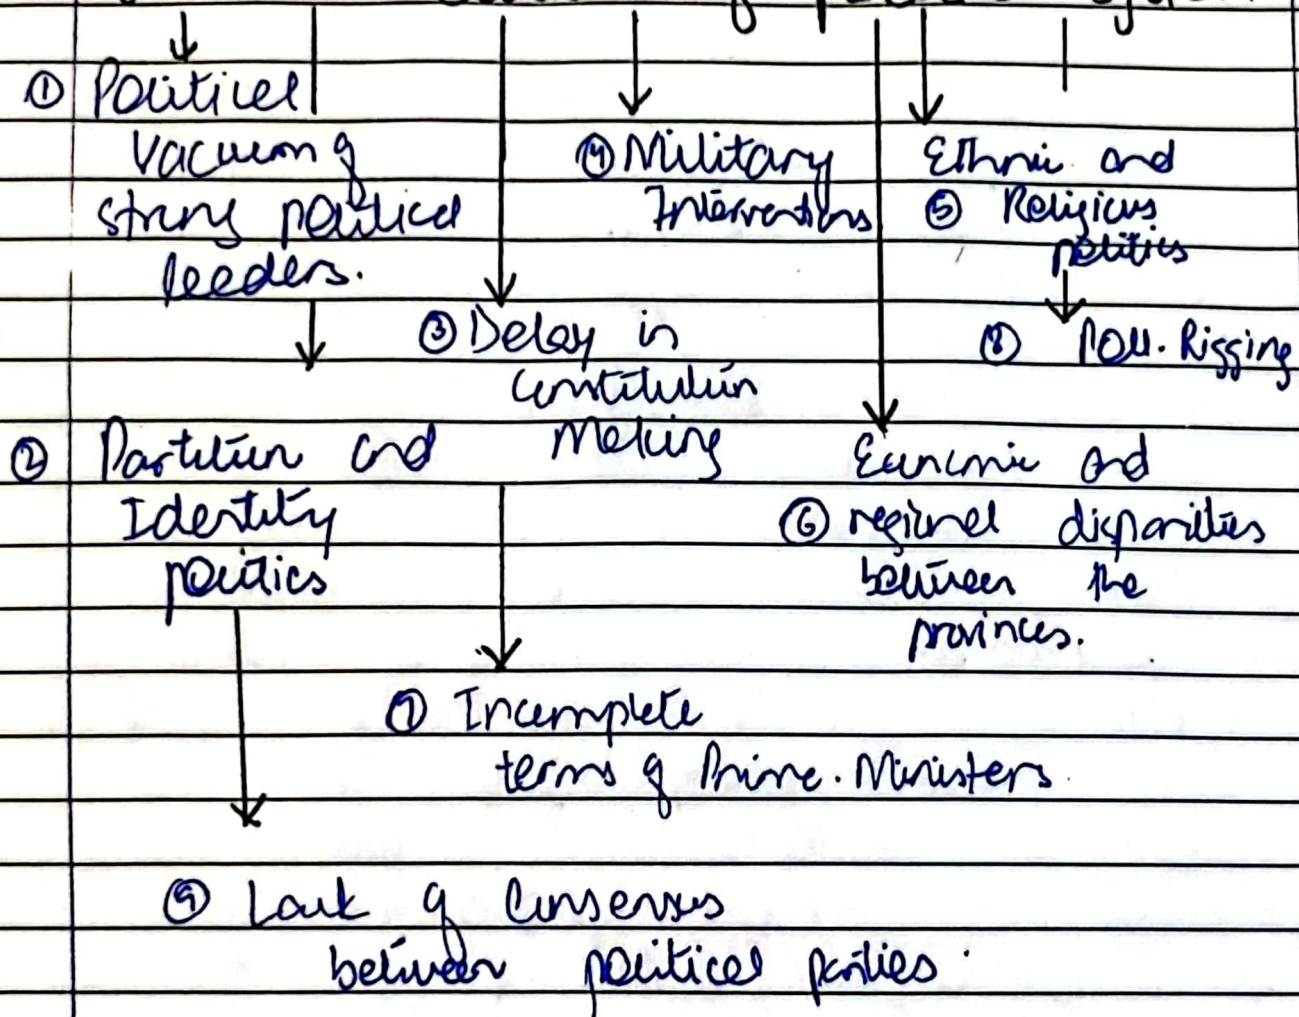 ① Political
Vacuum of
strong political
leaders.
④ Military
Interventions
Ethnic and
⑤ Religious
politics
③ Delay in
Constitution
Making
⑧ Poll. Rigging
② Partition and
Identity
politics
Economic and
⑥ regional disparities
between the
provinces.
⑦ Incomplete
terms of Prime. Ministers.
⑨ Lack of Consensus
between political parties.